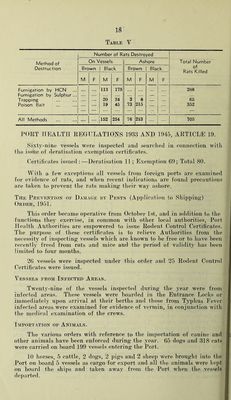 18
TABLE V
Number of Rats Destroyed
Method of Destruction
On Vessels
Ashore
Total Number of Rats Killed
Brown Black Brown Black
M F M F M F M F
Fumigation by HCN ... ... ... 113 175 ... ... ... ... 288
Fumigation by Sulphur ...
Trapping ... ... ... 20 34 3 8 ... ... 65
Poison Bait ... ... ... 19 45 73 215 ... ... 352
All Methods ... ... ... 152 254 76 223 ... ... 705
PORT HEALTH REGULATIONS 1933 AND 1945, ARTICLE 19.
Sixty-nine vessels were inspected and searched in connection with
the issue of deratisation exemption certificates.
Certificates issued :—Deratisation 11 ; Exemption 69 ; Total 80.
With a few exceptions all vessels from foreign ports are examined
for evidence of rats, and when recent indications are found precautions
are taken to prevent the rats making their way ashore.
THE PREVENTION OF DAMAGE BY PESTS (Application to Shipping)
ORDER, 1951.
This order became operative from October 1st, and in addition to the
functions they exercise, in common with other local authorities, Port
Health Authorities are empowered to issue Rodent Control Certificates.
The purpose of these certificates is to relieve Authorities from the
necessity of inspecting vessels which are known to be free or to have been
recently freed from rats and mice and the period of validity has been
limited to four months.
26 vessels were inspected under this order and 25 Rodent Control
Certificates were issued.
VESSELS FROM INFECTED AREAS.
Twenty-nine of the vessels inspected during the year were from
infected areas. These vessels were boarded in the Entrance Locks or
immediately upon arrival at their berths and those from Typhus Fever
infected areas were examined for evidence of vermin, in conjunction with
the medical examination of the crews.
IMPORTATION OF ANIMALS.
The various orders with reference to the importation of canine and
other animals have been enforced during the year. 65 dogs and 318 cats
were carried on board 199 vessels entering the Port.
10 horses, 5 cattle, 2 dogs, 2 pigs and 2 sheep were brought into the
Port on board 5 vessels as cargo for export and all the animals were kept
on board the ships and taken away from the Port when the vessels
departed.